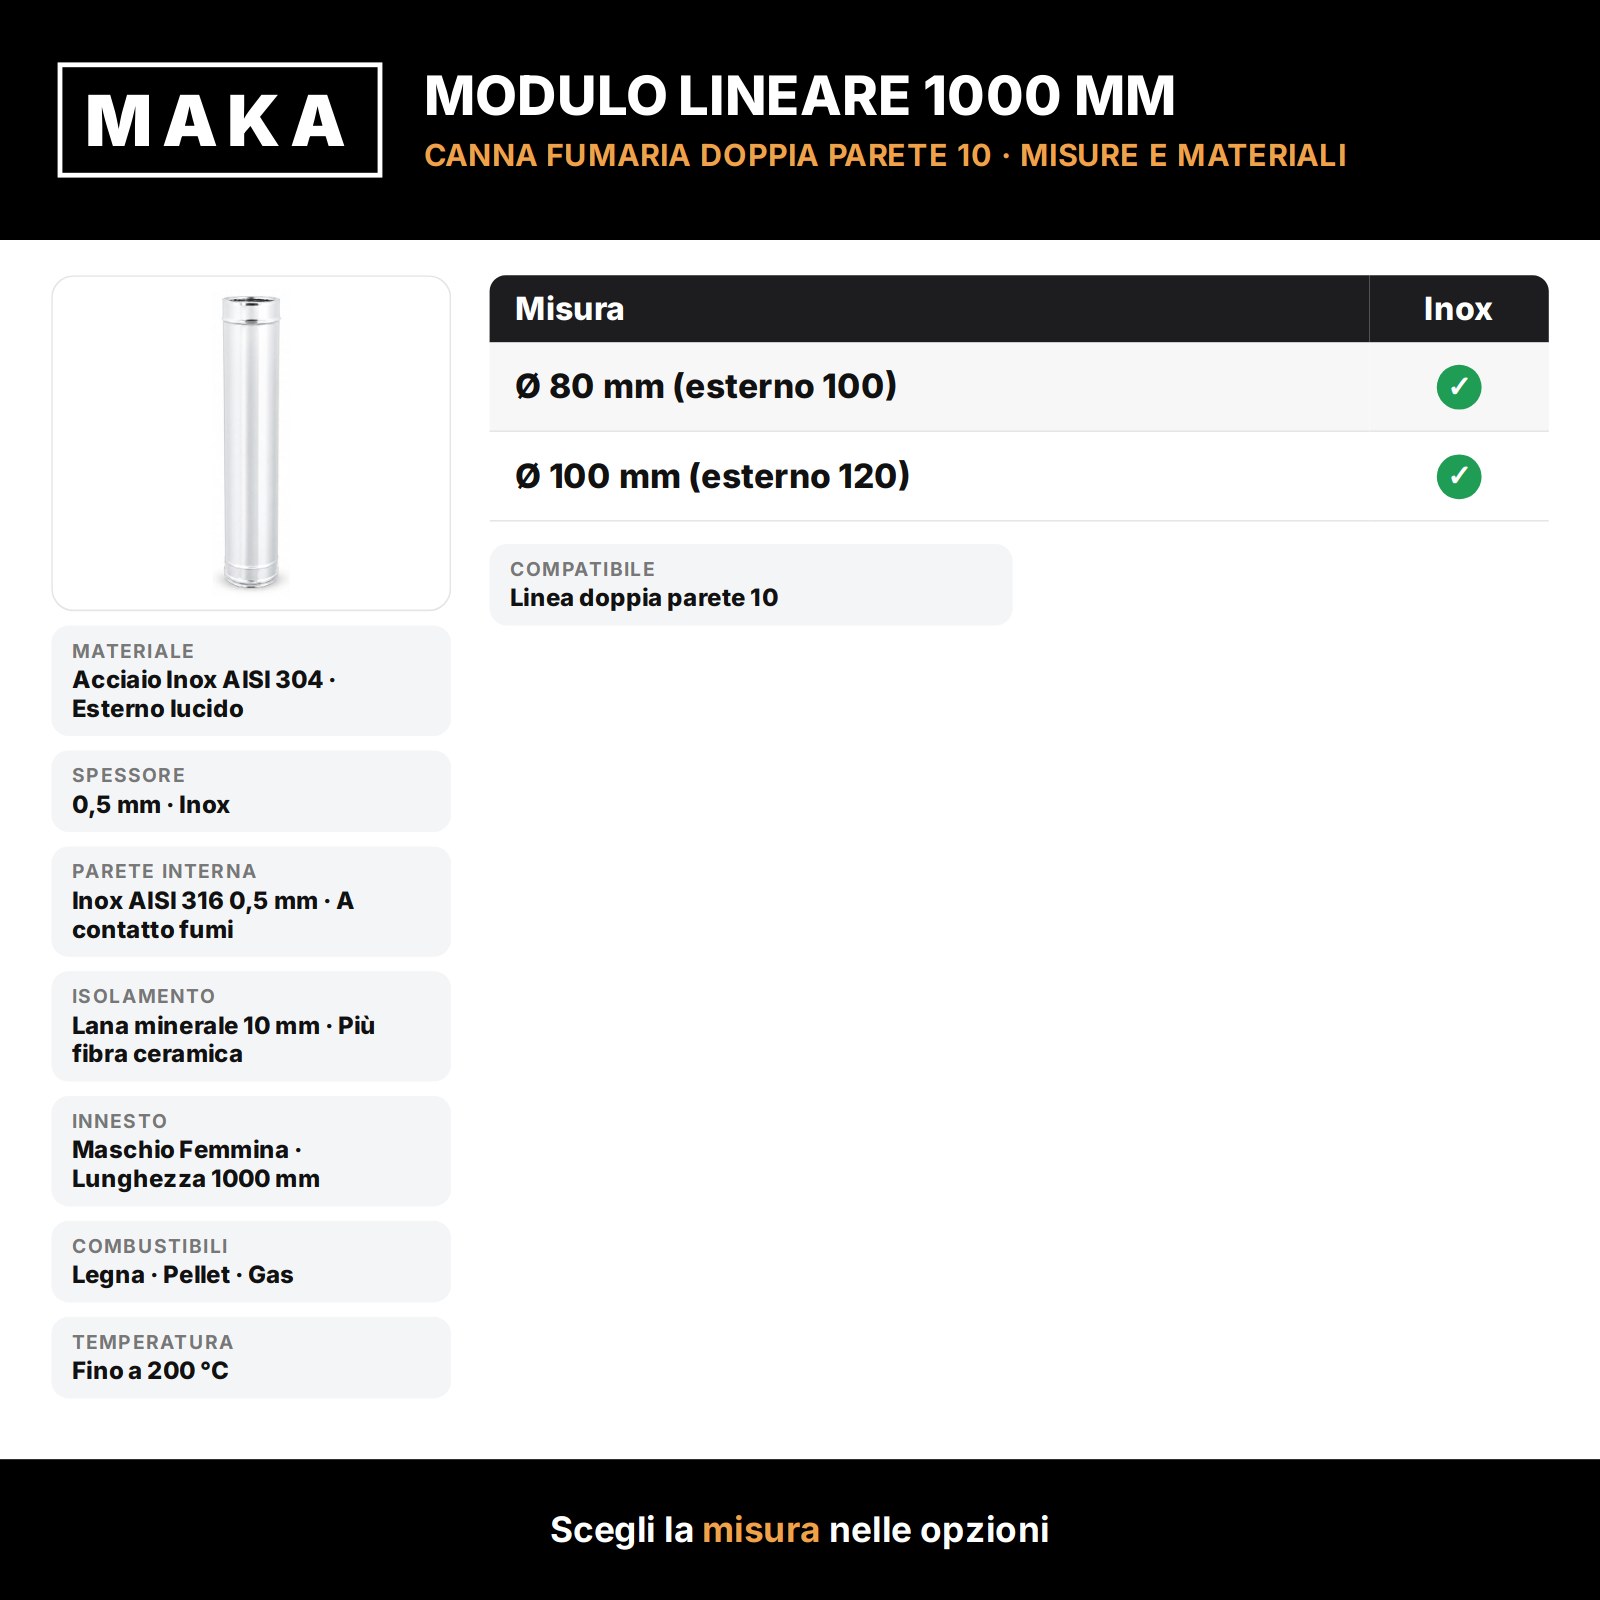 MAKA
MODULO LINEARE 1000 MM
CANNA FUMARIA DOPPIA PARETE 10 · MISURE E MATERIALI
Misura Inox
Ø 80 mm (esterno 100) ✓
Ø 100 mm (esterno 120) ✓
COMPATIBILE
Linea doppia parete 10
MATERIALE
Acciaio Inox AISI 304 ·
Esterno lucido
SPESSORE
0,5 mm · Inox
PARETE INTERNA
Inox AISI 316 0,5 mm · A
contatto fumi
ISOLAMENTO
Lana minerale 10 mm · Più
fibra ceramica
INNESTO
Maschio Femmina ·
Lunghezza 1000 mm
COMBUSTIBILI
Legna · Pellet · Gas
TEMPERATURA
Fino a 200 °C
Scegli la misura nelle opzioni